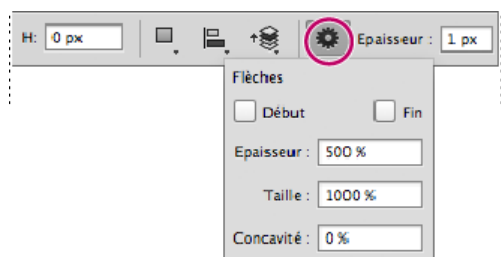 H: 0 px Epaisseur : 1 px
Flèches
Début Fin
Epaisseur : 500 %
Taille : 1000 %
Concavité : 0 %